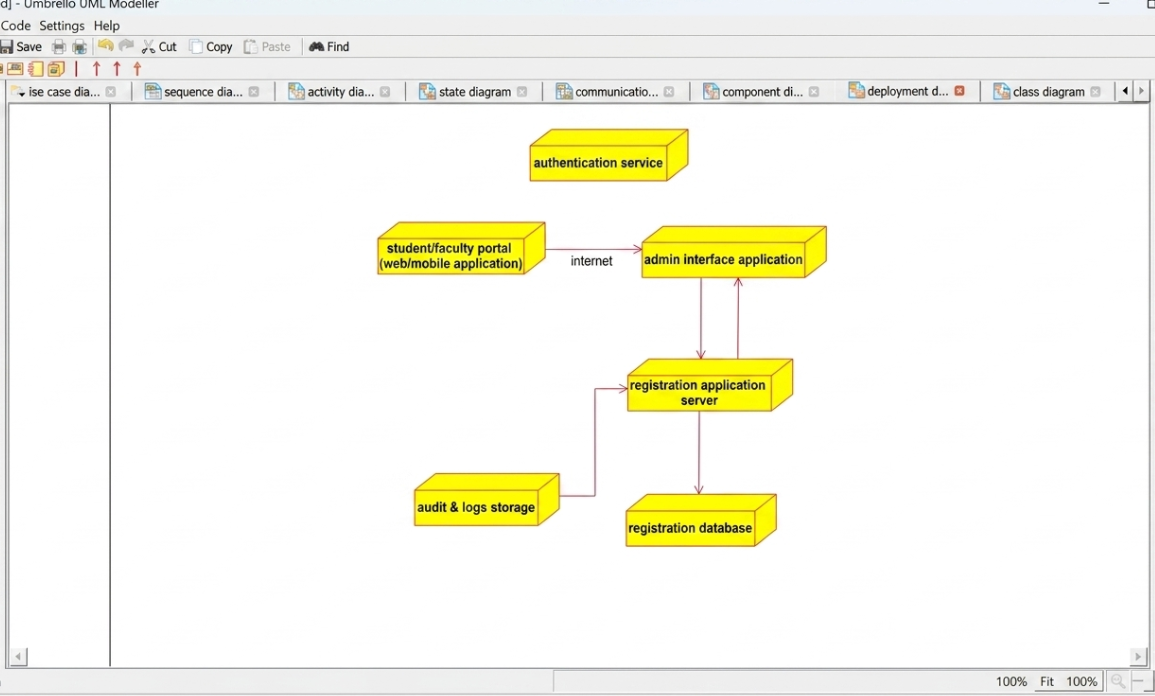 d] - Umbrello UML Modeller
Code Settings Help
Save Cut Copy Paste Find
ise case dia... sequence dia... activity dia... state diagram communicatio... component di... deployment d... class diagram
authentication service
student/faculty portal
(web/mobile application)
internet
admin interface application
registration application
server
audit & logs storage
registration database
100% Fit 100%